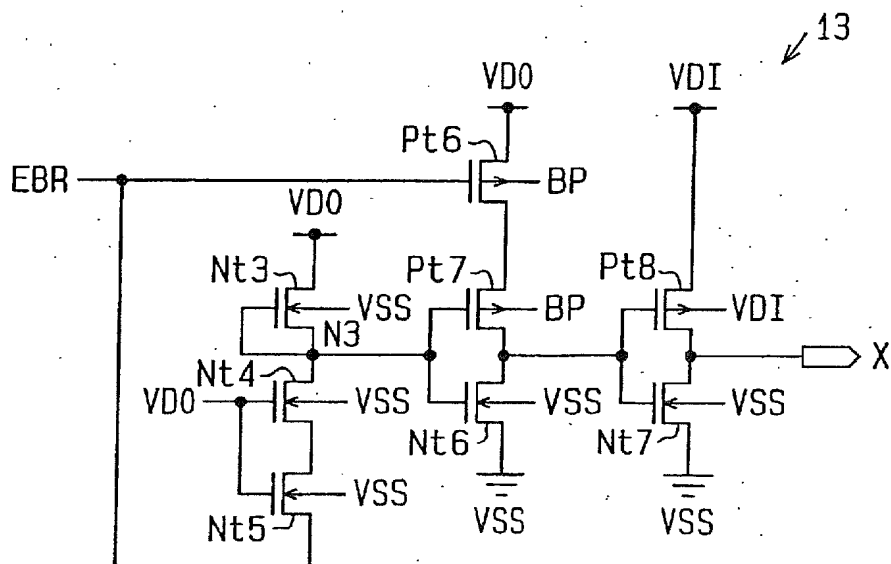 13
VD0
VDI
Pt6
EBR
BP
VD0
Nt3
Pt7
Pt8
VSS
BP
VDI
N3
X
Nt4
VD0
VSS
VSS
VSS
Nt6
Nt7
VSS
Nt5
VSS
VSS